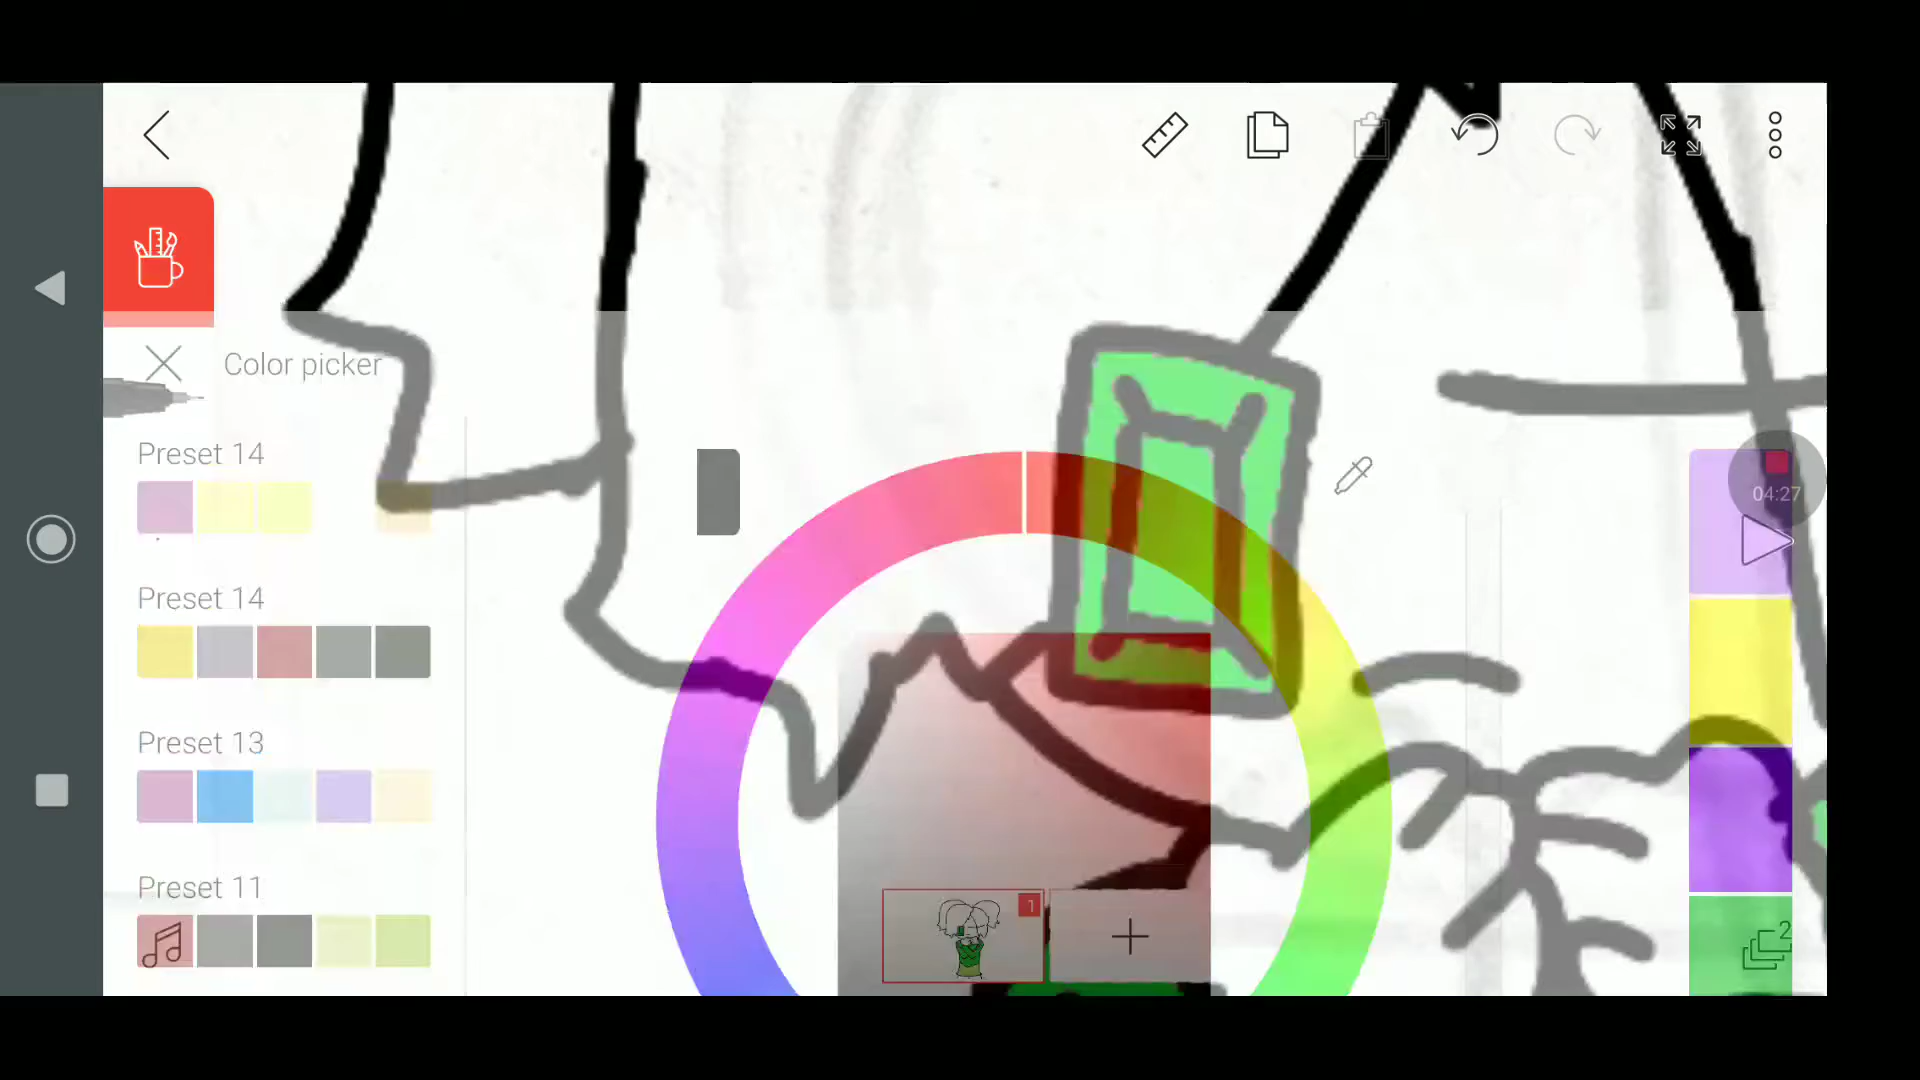 Color picker
Preset 14
04:27
Preset 14
Preset 13
Preset 11
1
2